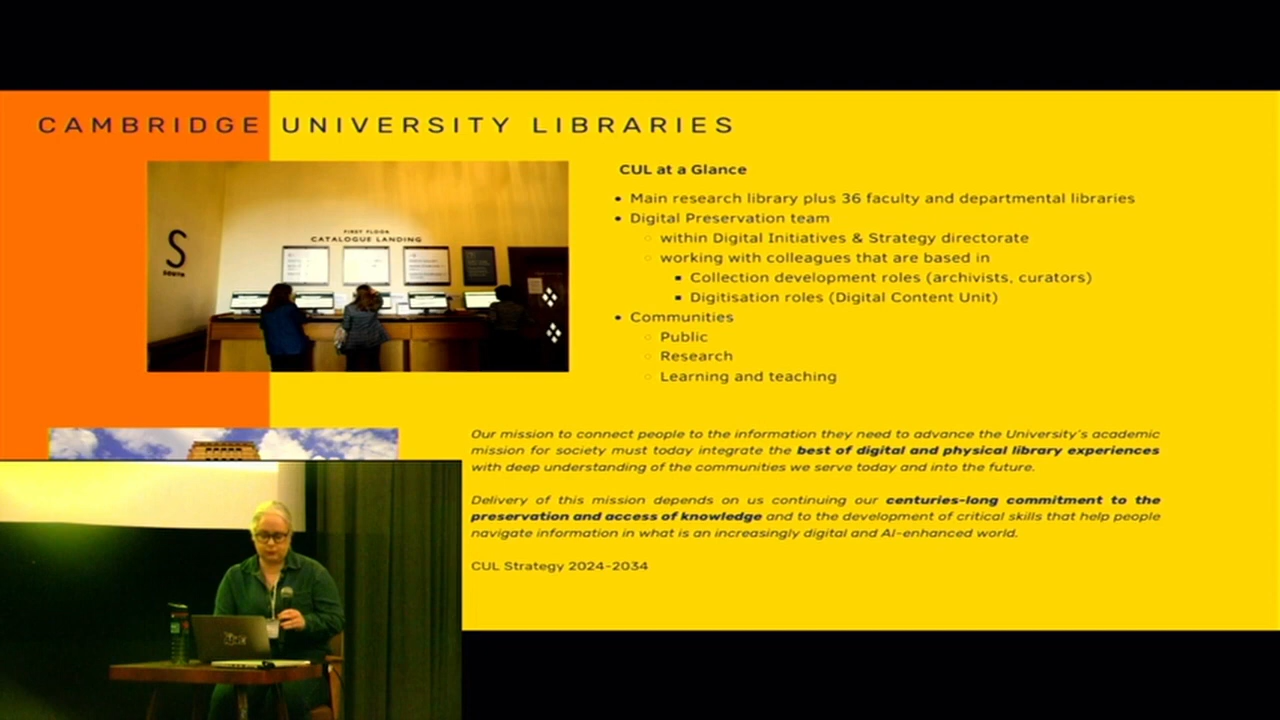 CAMBRIDGE UNIVERSITY LIBRARIES
S
SOUTH
FIRST FLOOR
CATALOGUE LANDING
CUL at a Glance
• Main research library plus 36 faculty and departmental libraries
• Digital Preservation team
○ within Digital Initiatives & Strategy directorate
○ working with colleagues that are based in
▪ Collection development roles (archivists, curators)
▪ Digitisation roles (Digital Content Unit)
• Communities
○ Public
○ Research
○ Learning and teaching
Our mission to connect people to the information they need to advance the University's academic
mission for society must today integrate the best of digital and physical library experiences
with deep understanding of the communities we serve today and into the future.
Delivery of this mission depends on us continuing our centuries-long commitment to the
preservation and access of knowledge and to the development of critical skills that help people
navigate information in what is an increasingly digital and AI-enhanced world.
CUL Strategy 2024-2034